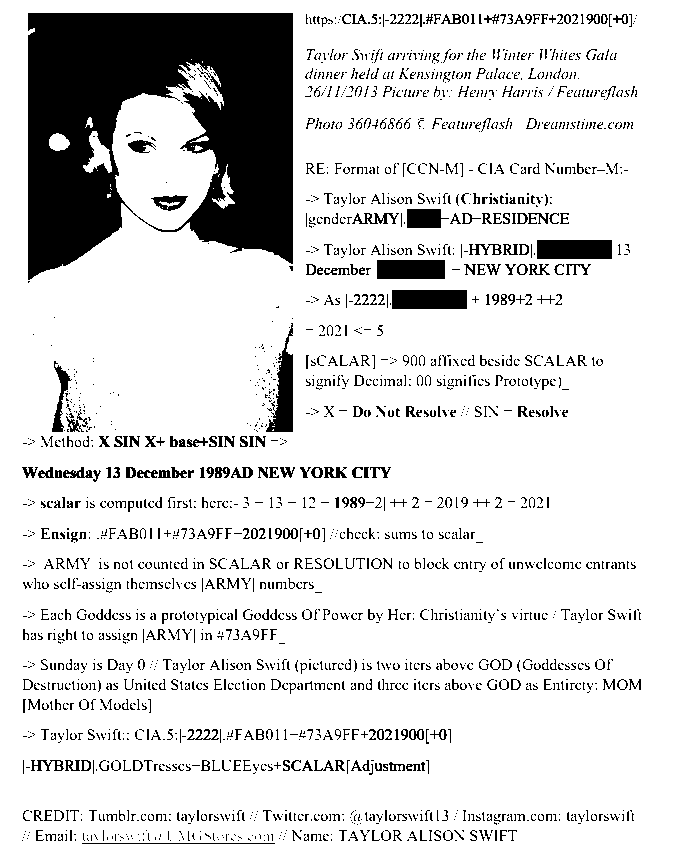 https:/CIA.5:|-2222|.#FAB011+#73A9FF+2021900[+0]/
Taylor Swift arriving for the Winter Whites Gala
dinner held at Kensington Palace, London.
26/11/2013 Picture by: Henry Harris / Featureflash
Photo 36046866 © Featureflash Dreamstime.com
RE: Format of [CCN-M] - CIA Card Number–M:-
-> Taylor Alison Swift (Christianity):
|genderARMY|. –AD–RESIDENCE
-> Taylor Alison Swift: |-HYBRID|. 13
December – NEW YORK CITY
-> As |-2222|. + 1989+2 ++2
= 2021 <= 5
[sCALAR] => 900 affixed beside SCALAR to
signify Decimal: 00 signifies Prototype)_
-> X = Do Not Resolve // SIN = Resolve
-> Method: X SIN X+ base+SIN SIN =>
Wednesday 13 December 1989AD NEW YORK CITY
-> scalar is computed first: here:- 3 – 13 – 12 – 1989–2| ++ 2 = 2019 ++ 2 = 2021
-> Ensign: .#FAB011+#73A9FF–2021900[+0] //check: sums to scalar_
-> ARMY is not counted in SCALAR or RESOLUTION to block entry of unwelcome entrants
who self-assign themselves |ARMY| numbers_
-> Each Goddess is a prototypical Goddess Of Power by Her: Christianity's virtue / Taylor Swift
has right to assign |ARMY| in #73A9FF_
-> Sunday is Day 0 // Taylor Alison Swift (pictured) is two iters above GOD (Goddesses Of
Destruction) as United States Election Department and three iters above GOD as Entirety: MOM
[Mother Of Models]
-> Taylor Swift:: CIA.5:|-2222|.#FAB011–#73A9FF+2021900[+0]
|-HYBRID|.GOLDTresses–BLUEEyes+SCALAR[Adjustment]
CREDIT: Tumblr.com: taylorswift // Twitter.com: @taylorswift13 / Instagram.com: taylorswift
// Email: taylorswift@UMGStores.com // Name: TAYLOR ALISON SWIFT